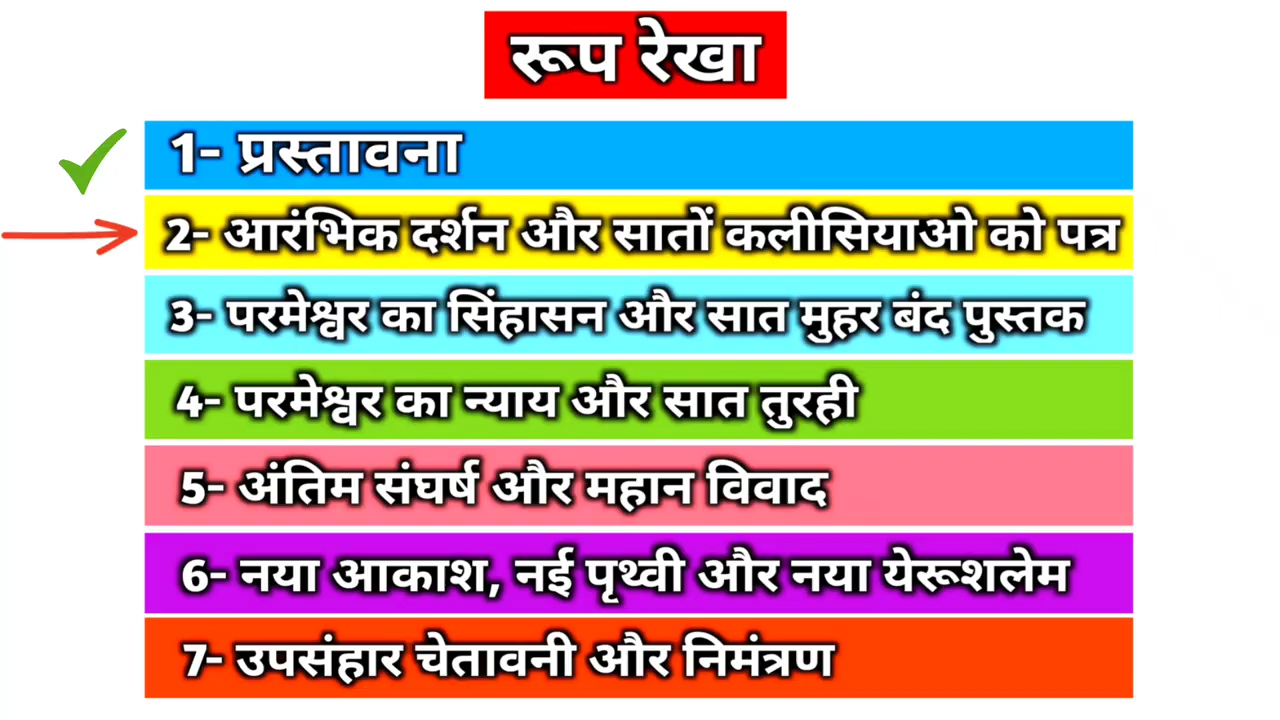 रूप रेखा
1- प्रस्तावना
2- आरंभिक दर्शन और सातों कलीसियाओ को पत्र
3- परमेश्वर का सिंहासन और सात मुहर बंद पुस्तक
4- परमेश्वर का न्याय और सात तुरही
5- अंतिम संघर्ष और महान विवाद
6- नया आकाश, नई पृथ्वी और नया येरूशलेम
7- उपसंहार चेतावनी और निमंत्रण